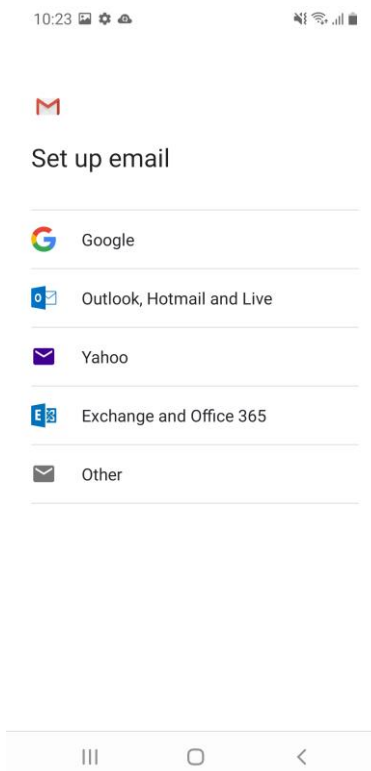 10:23
Set up email
Google
Outlook, Hotmail and Live
Yahoo
Exchange and Office 365
Other